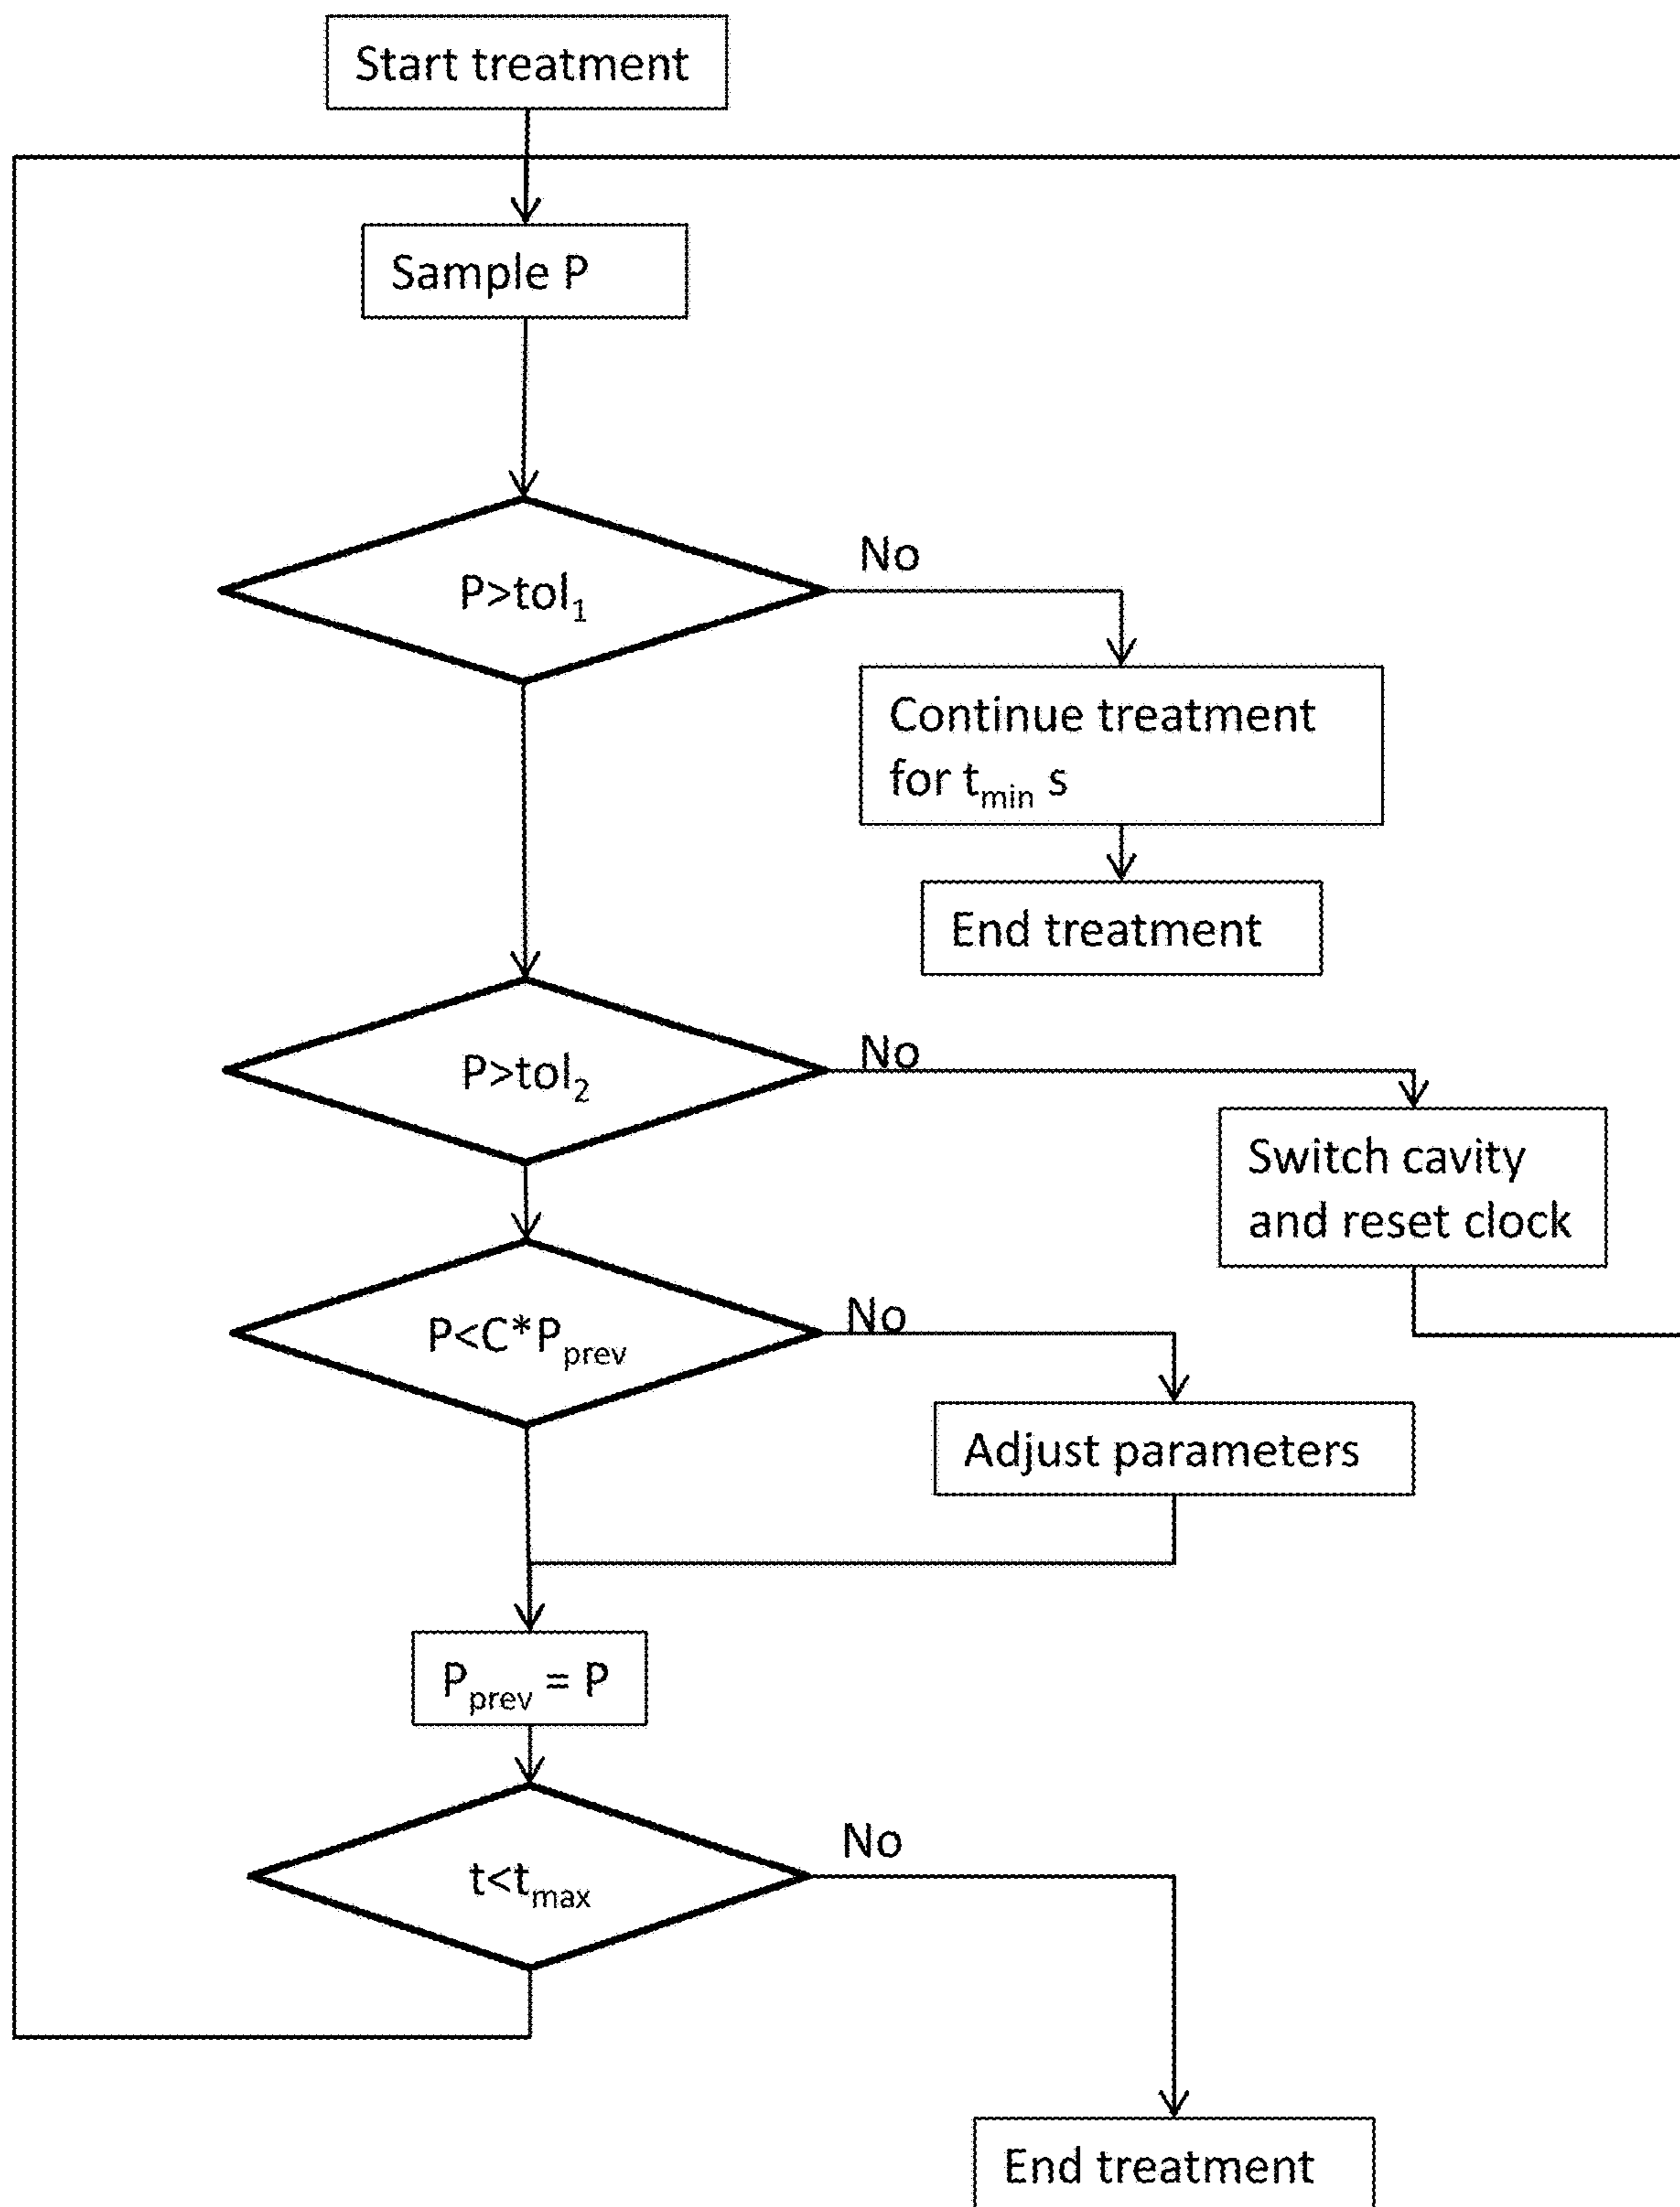 Start treatment
Sample P
P>tol₁
No
Continue treatment
for tₘᵢₙ s
End treatment
P>tol₂
No
Switch cavity
and reset clock
P<C*Pprev
No
Adjust parameters
Pprev = P
t<tmax
No
End treatment